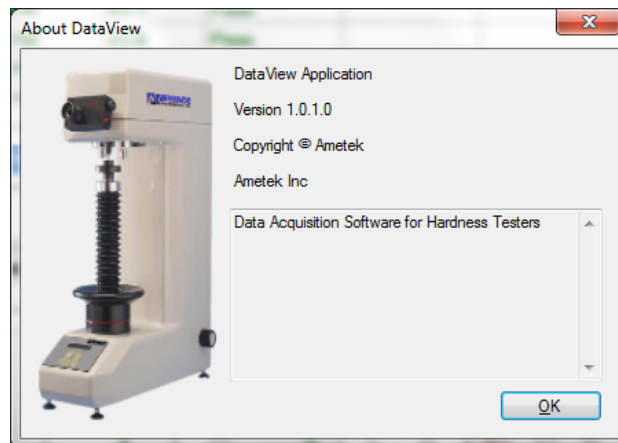 About DataView
DataView Application
Version 1.0.1.0
Copyright © Ametek
Ametek Inc
Data Acquisition Software for Hardness Testers
OK